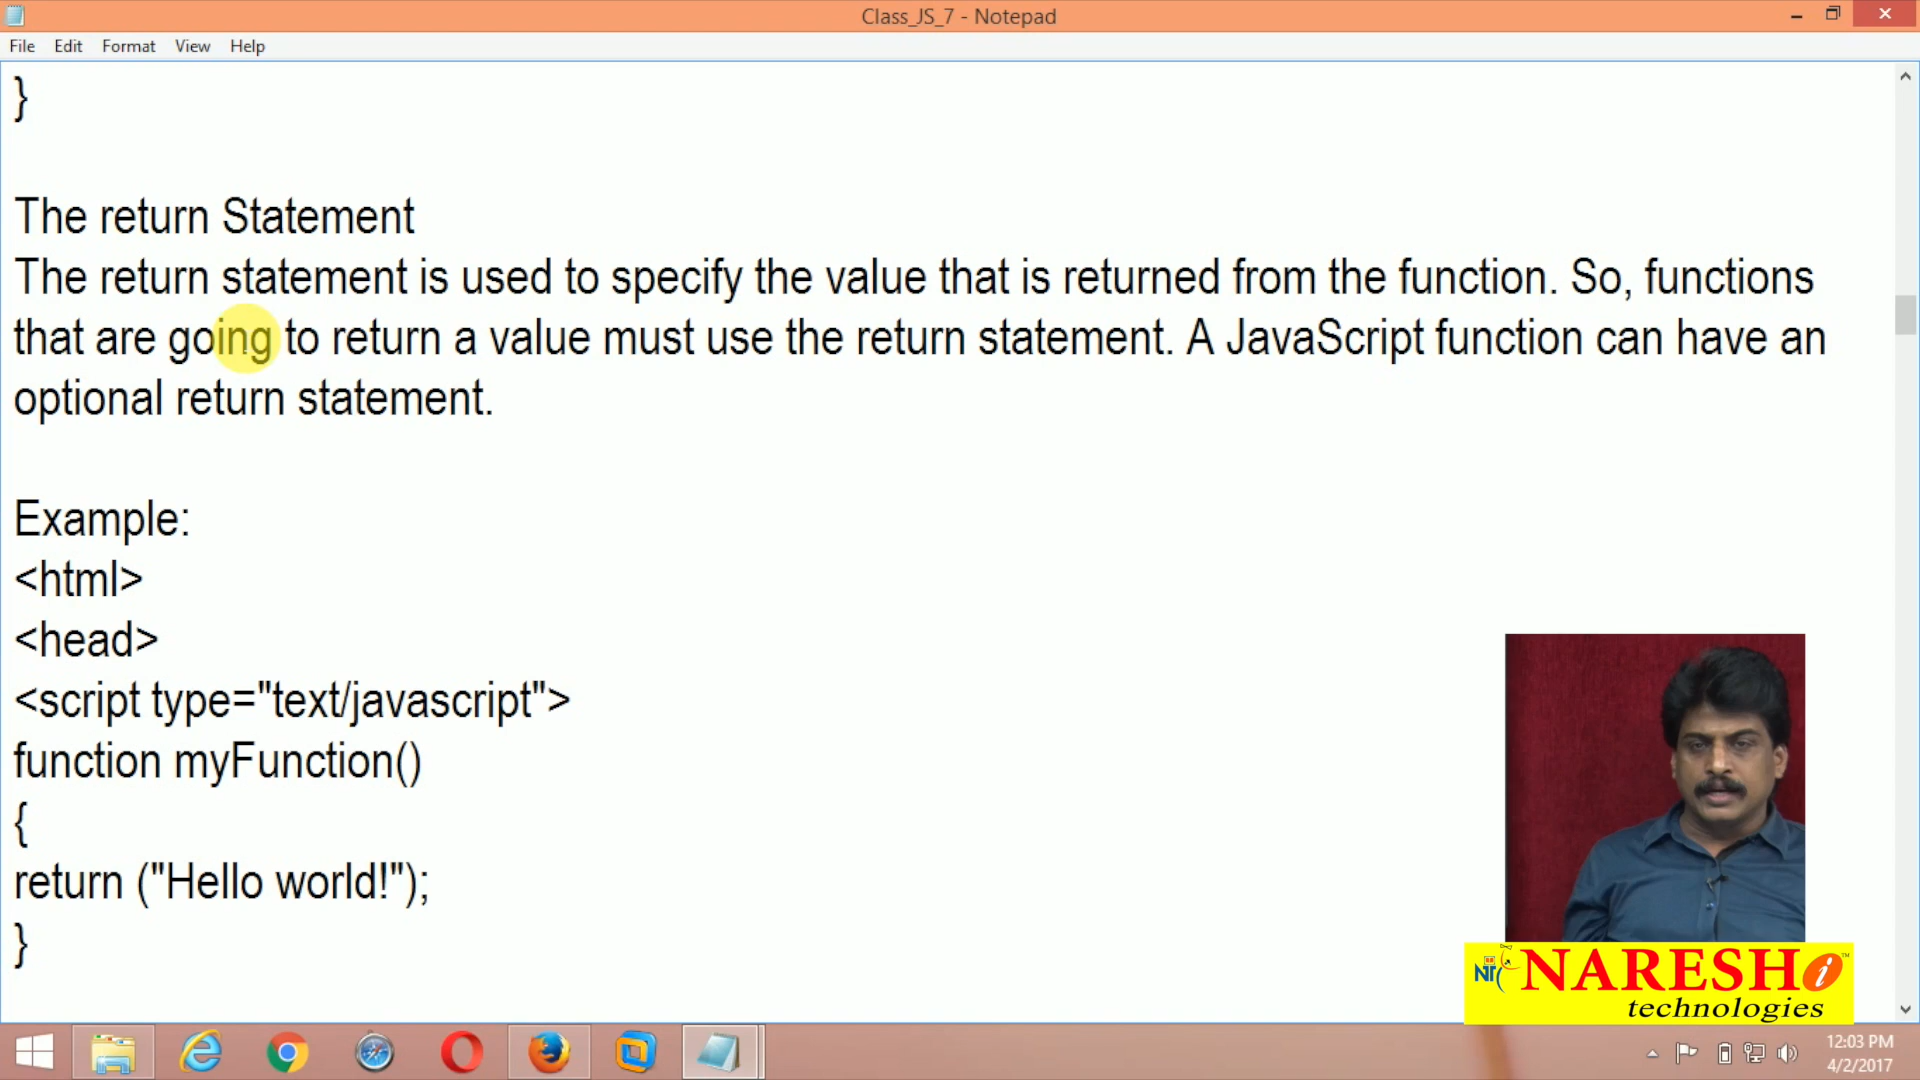 Class_JS_7 - Notepad
File Edit Format View Help
}
The return Statement
The return statement is used to specify the value that is returned from the function. So, functions
that are going to return a value must use the return statement. A JavaScript function can have an
optional return statement.
Example:
<html>
<head>
<script type="text/javascript">
function myFunction()
{
return ("Hello world!");
}
NARESH i
technologies
12:03 PM
4/2/2017